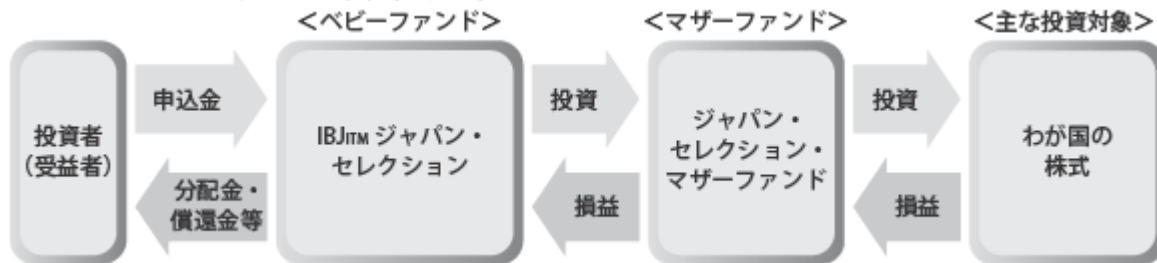 <ベビーファンド>
<マザーファンド>
<主な投資対象>
投資者
(受益者)
申込金
分配金・
償還金等
IBJITM ジャパン・
セレクション
投資
損益
ジャパン・
セレクション・
マザーファンド
投資
損益
わが国の
株式